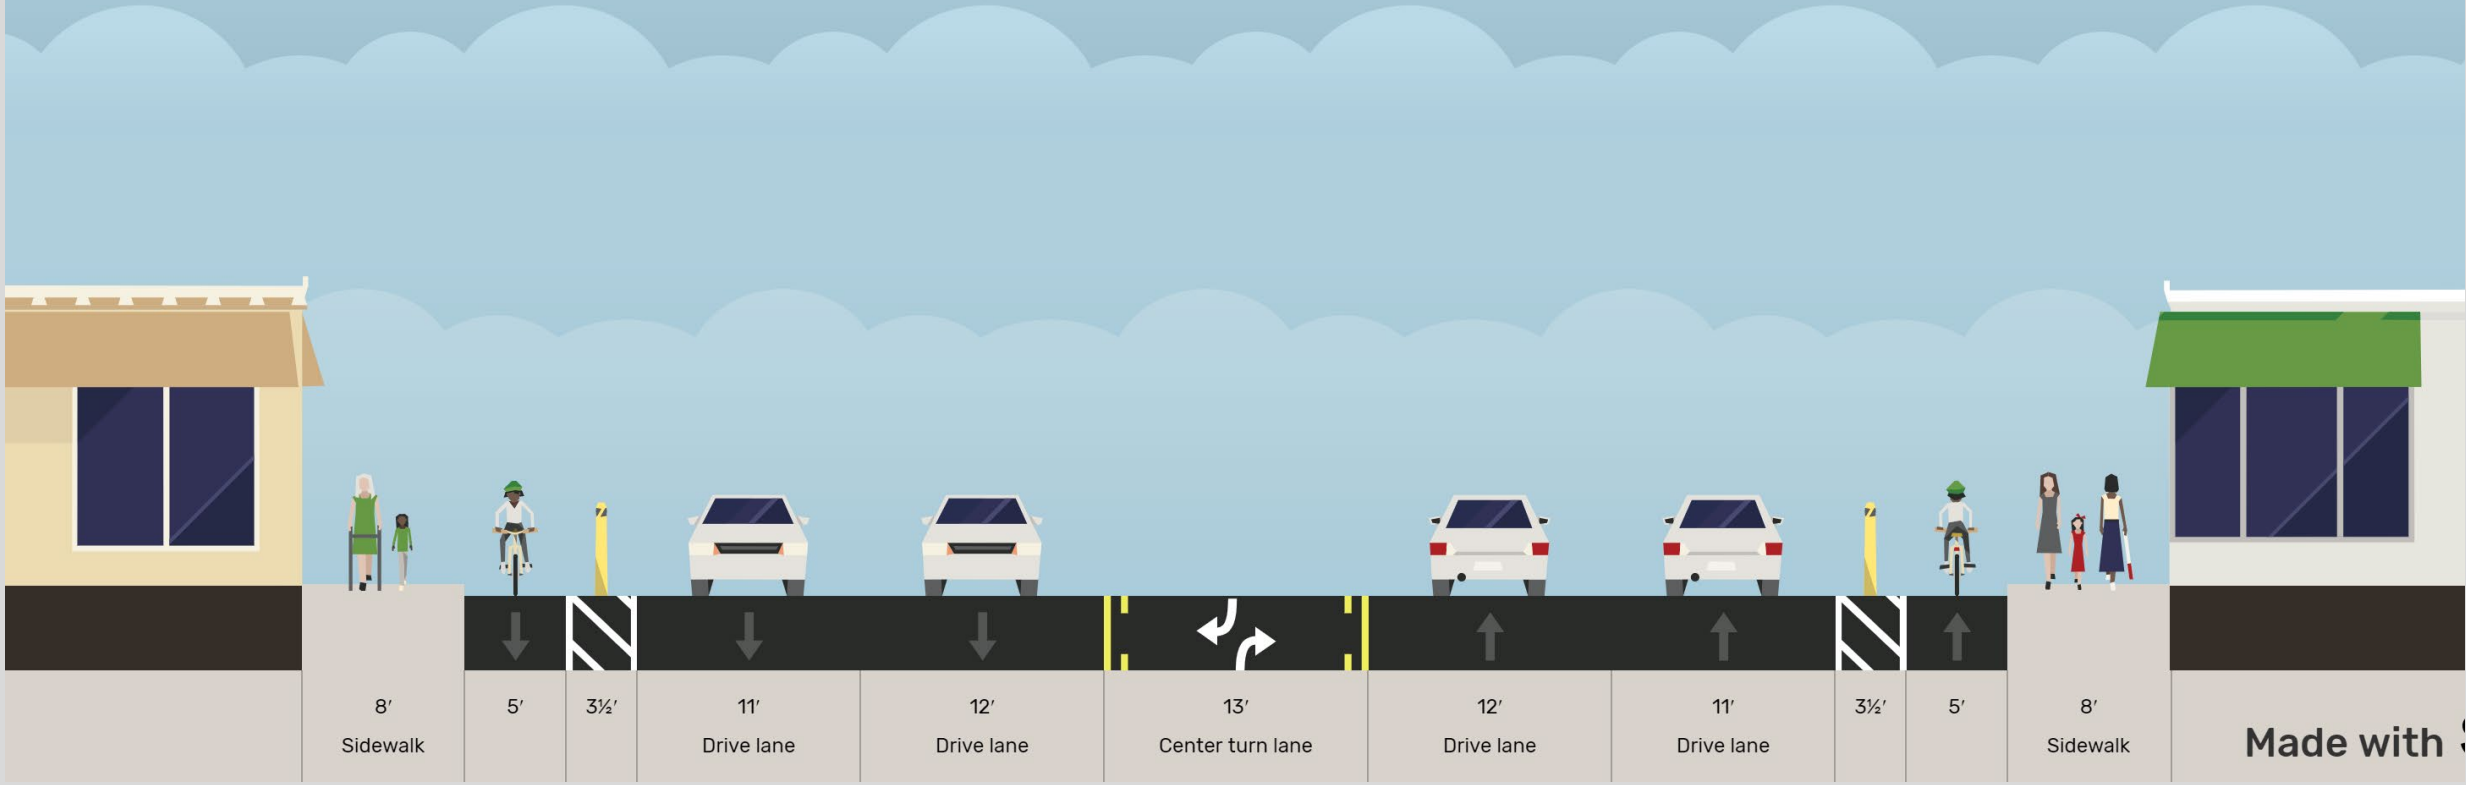 8′ 5′ 3½′ 11′ 12′ 13′ 12′ 11′ 3½′ 5′ 8′
Sidewalk Drive lane Drive lane Center turn lane Drive lane Drive lane Sidewalk
Made with